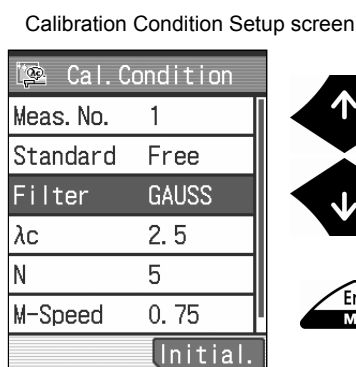 Calibration Condition Setup screen
λc Cal. Condition
Meas. No. 1
Standard Free
Filter GAUSS
λc 2.5
N 5
M-Speed 0.75
Initial.